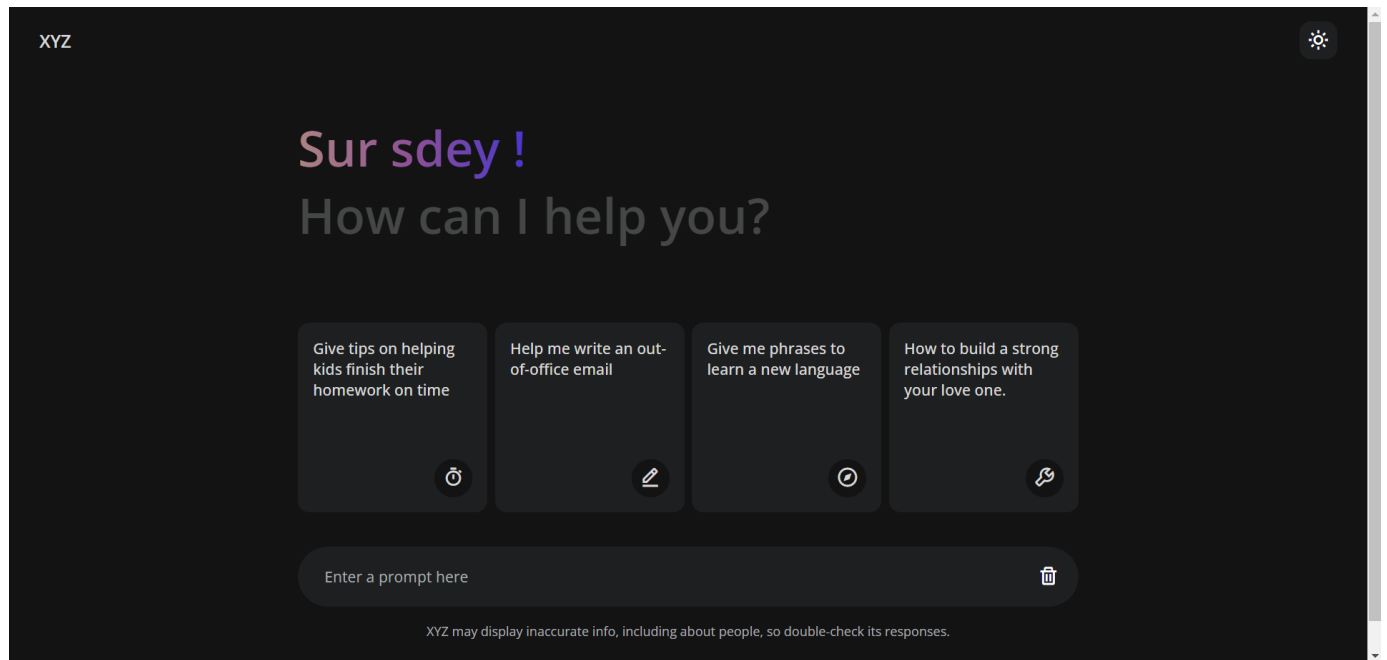 XYZ
Sur sdey !
How can I help you?
Give tips on helping
kids finish their
homework on time
Help me write an out-
of-office email
Give me phrases to
learn a new language
How to build a strong
relationships with
your love one.
Enter a prompt here
XYZ may display inaccurate info, including about people, so double-check its responses.